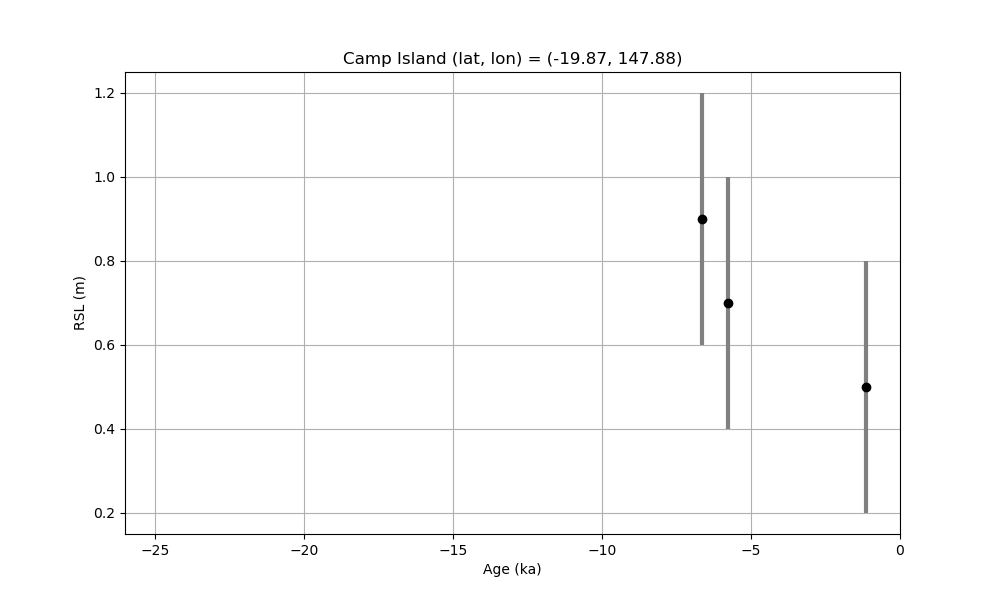 Camp Island (lat, lon) = (-19.87, 147.88)
RSL (m)
1.2
1.0
0.8
0.6
0.4
0.2
−25 −20 −15 −10 −5 0
Age (ka)